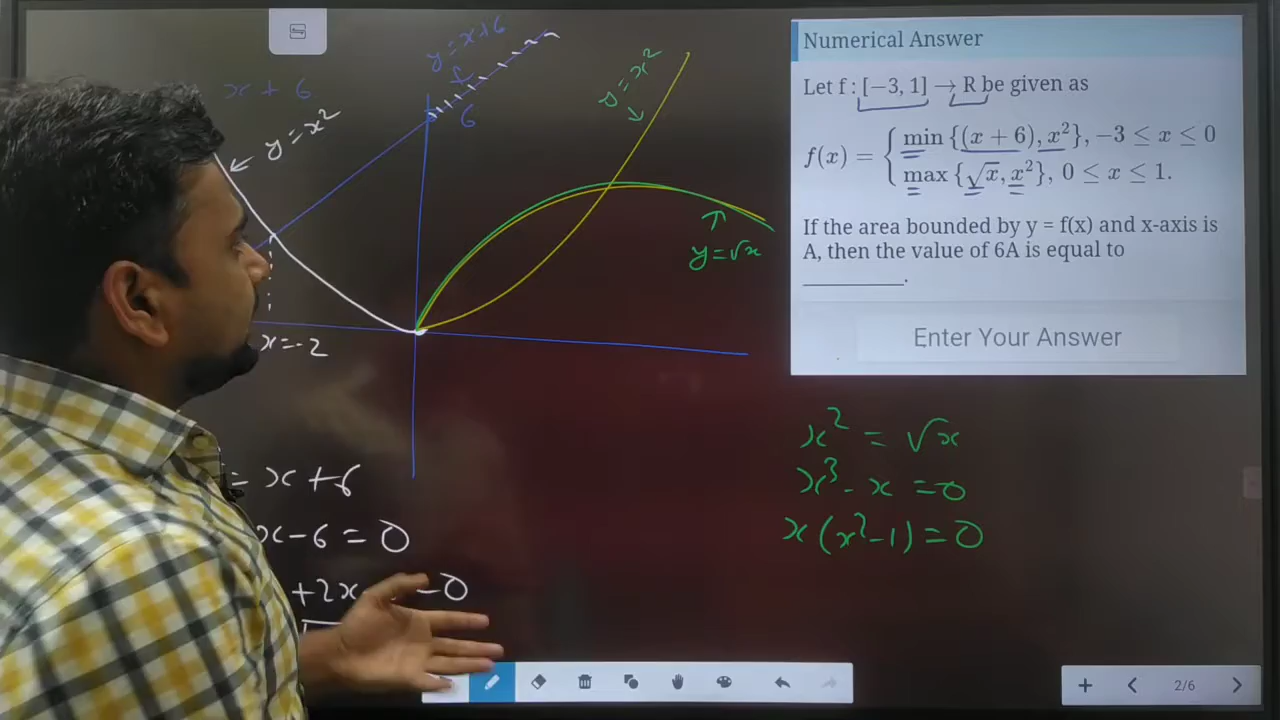 Numerical Answer
Let f : [−3, 1] → R be given as
f(x) = { min {(x + 6), x²}, −3 ≤ x ≤ 0
max {√x, x²}, 0 ≤ x ≤ 1.
If the area bounded by y = f(x) and x-axis is
A, then the value of 6A is equal to
__________.
Enter Your Answer
x + 6
y = x²
y = x+6
6
y = x²
y = √x
x = -2
= x+6
x-6 = 0
+2x
-0
x² = √x
x³ - x = 0
x(x²-1) = 0
2/6